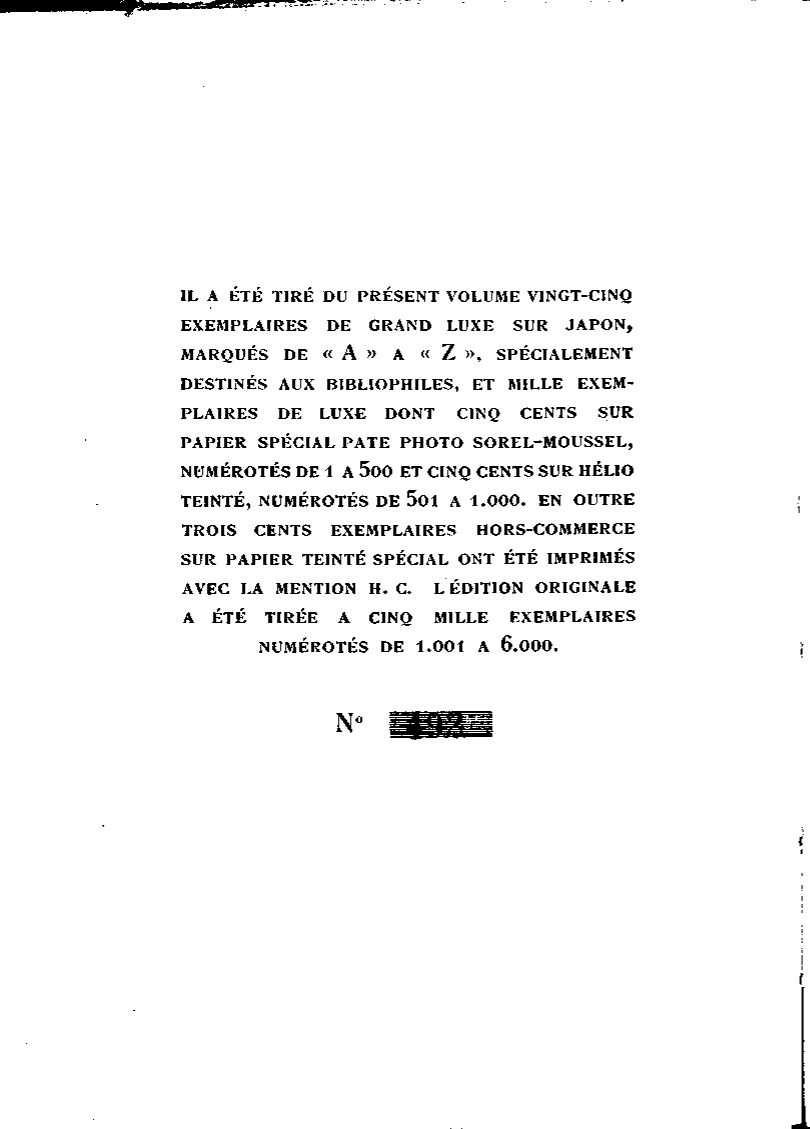 IL A ÉTÉ TIRÉ DU PRÉSENT VOLUME VINGT-CINQ
EXEMPLAIRES DE GRAND LUXE SUR JAPON,
MARQUÉS DE « A » A « Z », SPÉCIALEMENT
DESTINÉS AUX BIBLIOPHILES, ET MILLE EXEM-
PLAIRES DE LUXE DONT CINQ CENTS SUR
PAPIER SPÉCIAL PATE PHOTO SOREL-MOUSSEL,
NUMÉROTÉS DE 1 A 500 ET CINQ CENTS SUR HÉLIO
TEINTÉ, NUMÉROTÉS DE 501 A 1.000. EN OUTRE
TROIS CENTS EXEMPLAIRES HORS-COMMERCE
SUR PAPIER TEINTÉ SPÉCIAL ONT ÉTÉ IMPRIMÉS
AVEC LA MENTION H. C. L'ÉDITION ORIGINALE
A ÉTÉ TIRÉE A CINQ MILLE EXEMPLAIRES
NUMÉROTÉS DE 1.001 A 6.000.
Nº